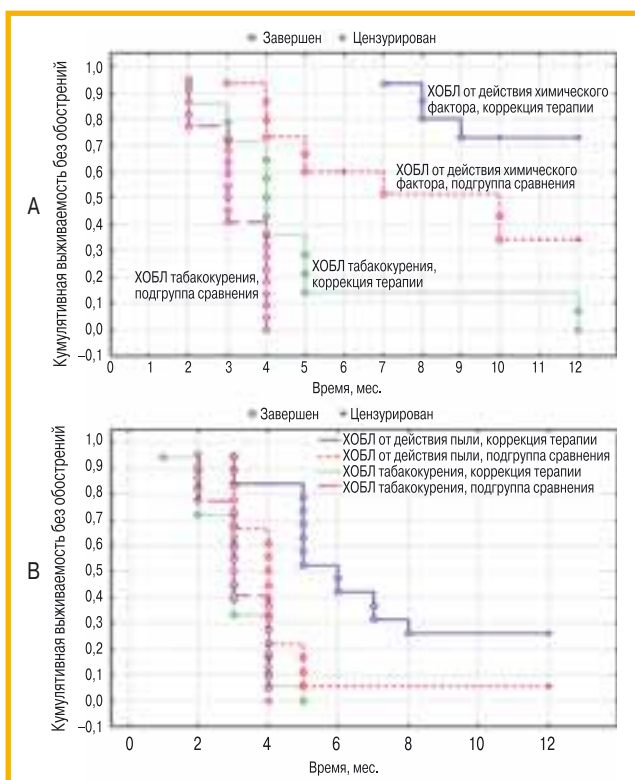 Завершен Цензурирован
Кумулятивная выживаемость без обострений
1,0
0,9
0,8
0,7
0,6
0,5
0,4
0,3
0,2
0,1
0,0
–0,1
ХОБЛ от действия химического
фактора, коррекция терапии
ХОБЛ от действия химического
фактора, подгруппа сравнения
A
ХОБЛ табакокурения,
подгруппа сравнения
ХОБЛ табакокурения,
коррекция терапии
0 1 2 3 4 5 6 7 8 9 10 11 12
Время, мес.
Завершен Цензурирован
Кумулятивная выживаемость без обострений
1,0
0,9
0,8
0,7
0,6
0,5
0,4
0,3
0,2
0,1
0,0
–0,1
ХОБЛ от действия пыли, коррекция терапии
ХОБЛ от действия пыли, подгруппа сравнения
ХОБЛ табакокурения, коррекция терапии
ХОБЛ табакокурения, подгруппа сравнения
B
0 2 4 6 8 10 12
Время, мес.